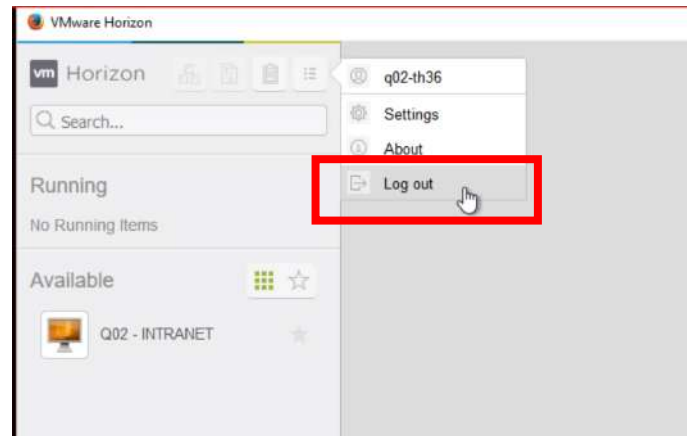 VMware Horizon
vm Horizon
q02-th36
Search...
Settings
About
Running
Log out
No Running Items
Available
Q02 - INTRANET